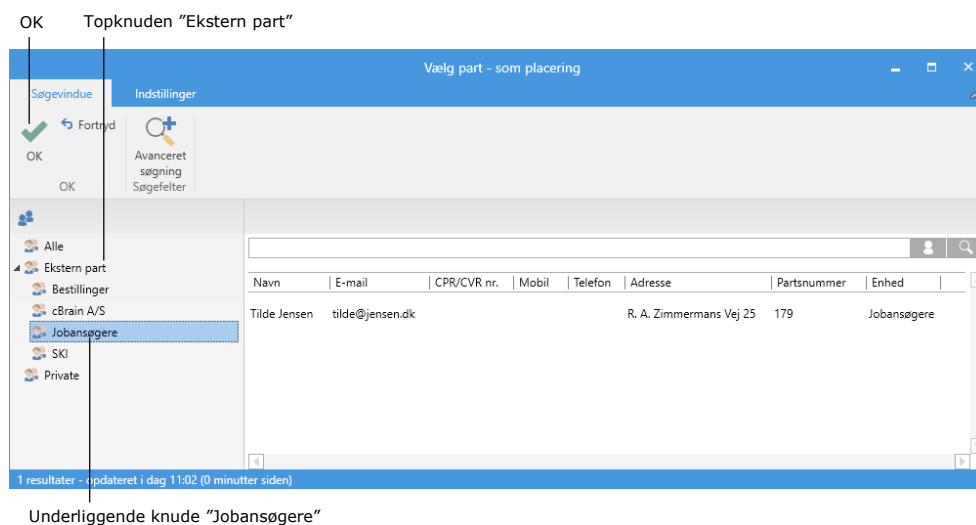 OK Topknuden ”Ekstern part”
Vælg part - som placering
Søgevindue Indstillinger
OK Fortryd Avanceret søgning
OK Søgefelter
Alle
Ekstern part
Bestillinger
cBrain A/S
Jobansøgere
SKI
Private
Navn E-mail CPR/CVR nr. Mobil Telefon Adresse Partsnummer Enhed
Tilde Jensen tilde@jensen.dk R. A. Zimmermans Vej 25 179 Jobansøgere
1 resultater - opdateret i dag 11:02 (0 minutter siden)
Underliggende knude ”Jobansøgere”